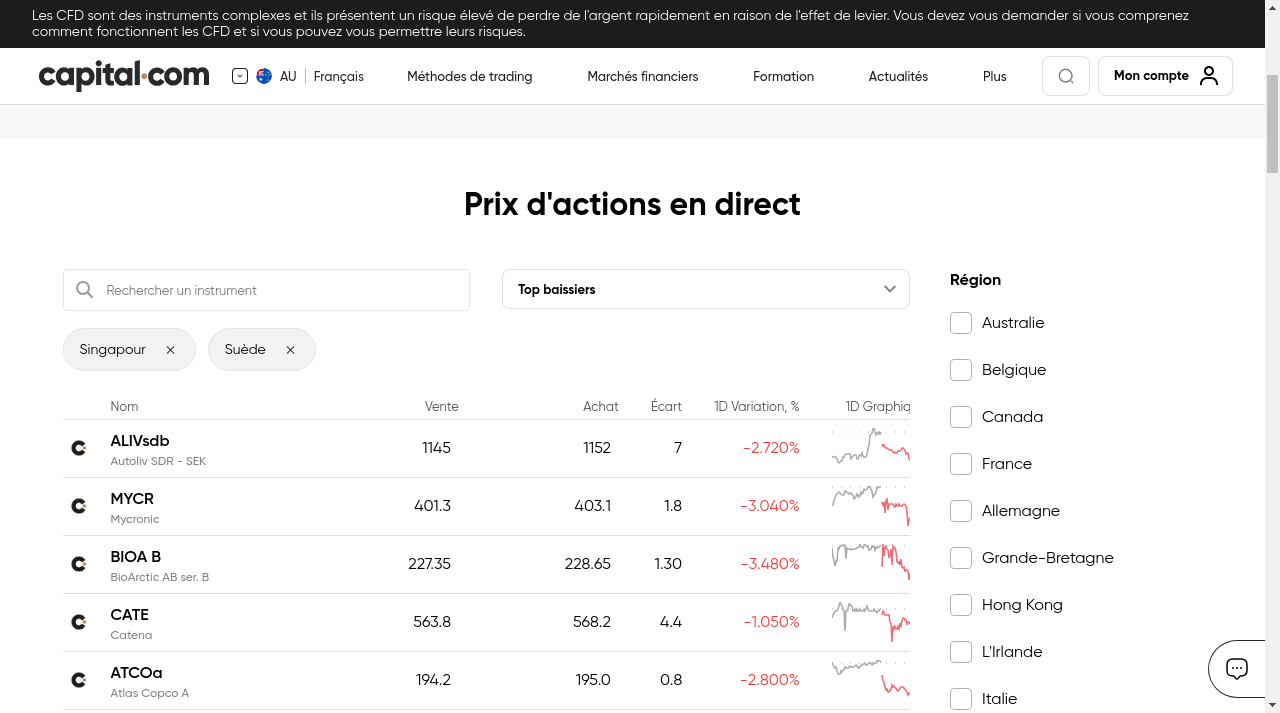 Les CFD sont des instruments complexes et ils présentent un risque élevé de perdre de l'argent rapidement en raison de l'effet de levier. Vous devez vous demander si vous comprenez
comment fonctionnent les CFD et si vous pouvez vous permettre leurs risques.
capital.com AU Français Méthodes de trading Marchés financiers Formation Actualités Plus Mon compte
Prix d'actions en direct
Rechercher un instrument
Top baissiers
Singapour
Suède
Nom Vente Achat Écart 1D Variation, % 1D Graphiq
ALIVsdb 1145 1152 7 -2.720%
Autoliv SDR - SEK
MYCR 401.3 403.1 1.8 -3.040%
Mycronic
BIOA B 227.35 228.65 1.30 -3.480%
BioArctic AB ser. B
CATE 563.8 568.2 4.4 -1.050%
Catena
ATCOa 194.2 195.0 0.8 -2.800%
Atlas Copco A
Région
Australie
Belgique
Canada
France
Allemagne
Grande-Bretagne
Hong Kong
L'Irlande
Italie